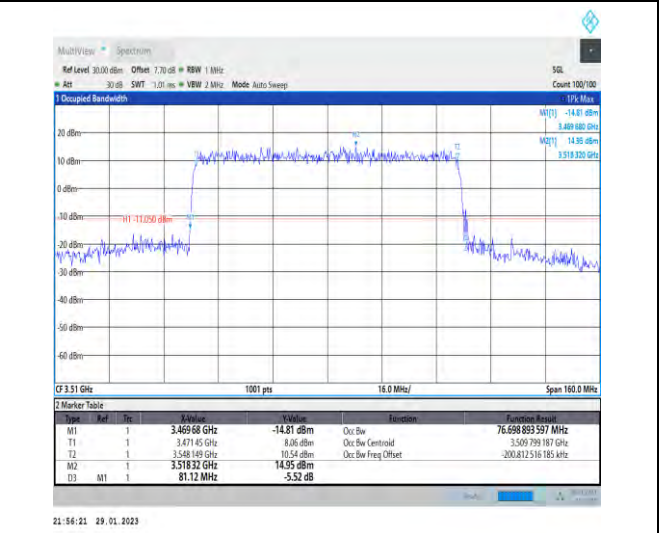 MultiView Spectrum
Ref Level 30.00 dBm Offset 7.70 dB RBW 1 MHz SGL
Att 30 dB SWT 1.01 ms VBW 2 MHz Mode Auto Sweep Count 100/100
1 Occupied Bandwidth 1Pk Max
M1[1] -14.81 dBm
3.469 680 GHz
M2[1] 14.95 dBm
3.518 320 GHz
20 dBm
M2
T2
10 dBm
0 dBm
-10 dBm
H1 -11.050 dBm
-20 dBm
-30 dBm
-40 dBm
-50 dBm
-60 dBm
CF 3.51 GHz 1001 pts 16.0 MHz/ Span 160.0 MHz
2 Marker Table
Type Ref Trc X-Value Y-Value Function Function Result
M1 1 3.469 68 GHz -14.81 dBm Occ Bw 76.698 893 597 MHz
T1 1 3.471 45 GHz 8.06 dBm Occ Bw Centroid 3.509 799 187 GHz
T2 1 3.548 149 GHz 10.54 dBm Occ Bw Freq Offset -200.812 516 185 kHz
M2 1 3.518 32 GHz 14.95 dBm
D3 M1 1 81.12 MHz -5.52 dB
21:56:21 29.01.2023